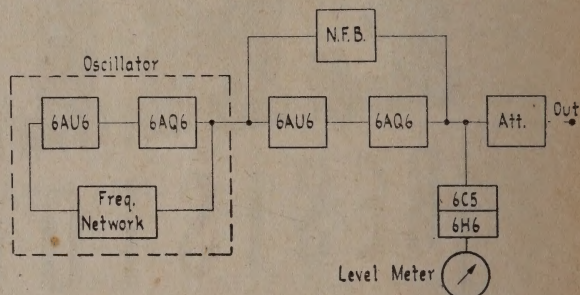 N.F.B.
Oscillator
6AU6
6AQ6
6AU6
6AQ6
Att.
Out
Freq.
Network
6C5
6H6
Level Meter